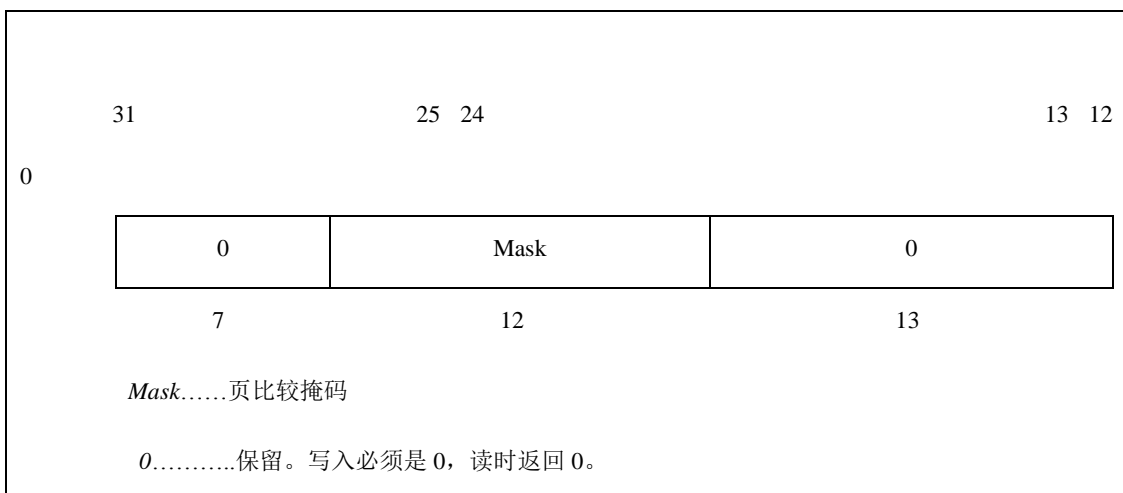 31 25 24 13 12
0
0 Mask 0
7 12 13
Mask……页比较掩码
0………..保留。写入必须是 0，读时返回 0。